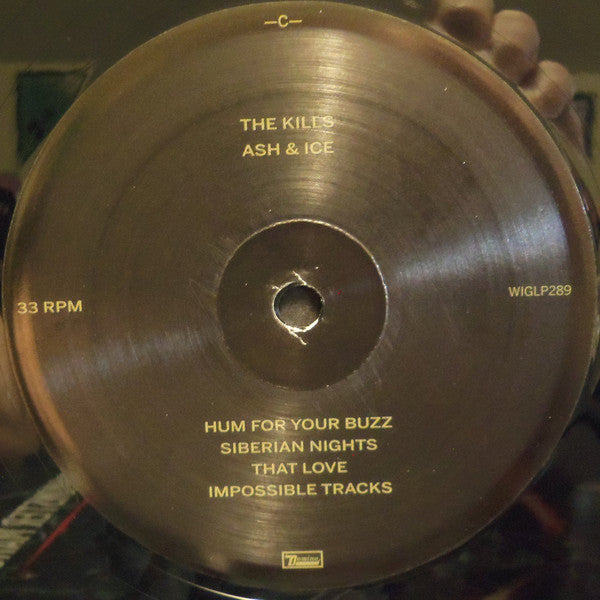 —C—
THE KILLS
ASH & ICE
33 RPM
WIGLP289
HUM FOR YOUR BUZZ
SIBERIAN NIGHTS
THAT LOVE
IMPOSSIBLE TRACKS
Domino